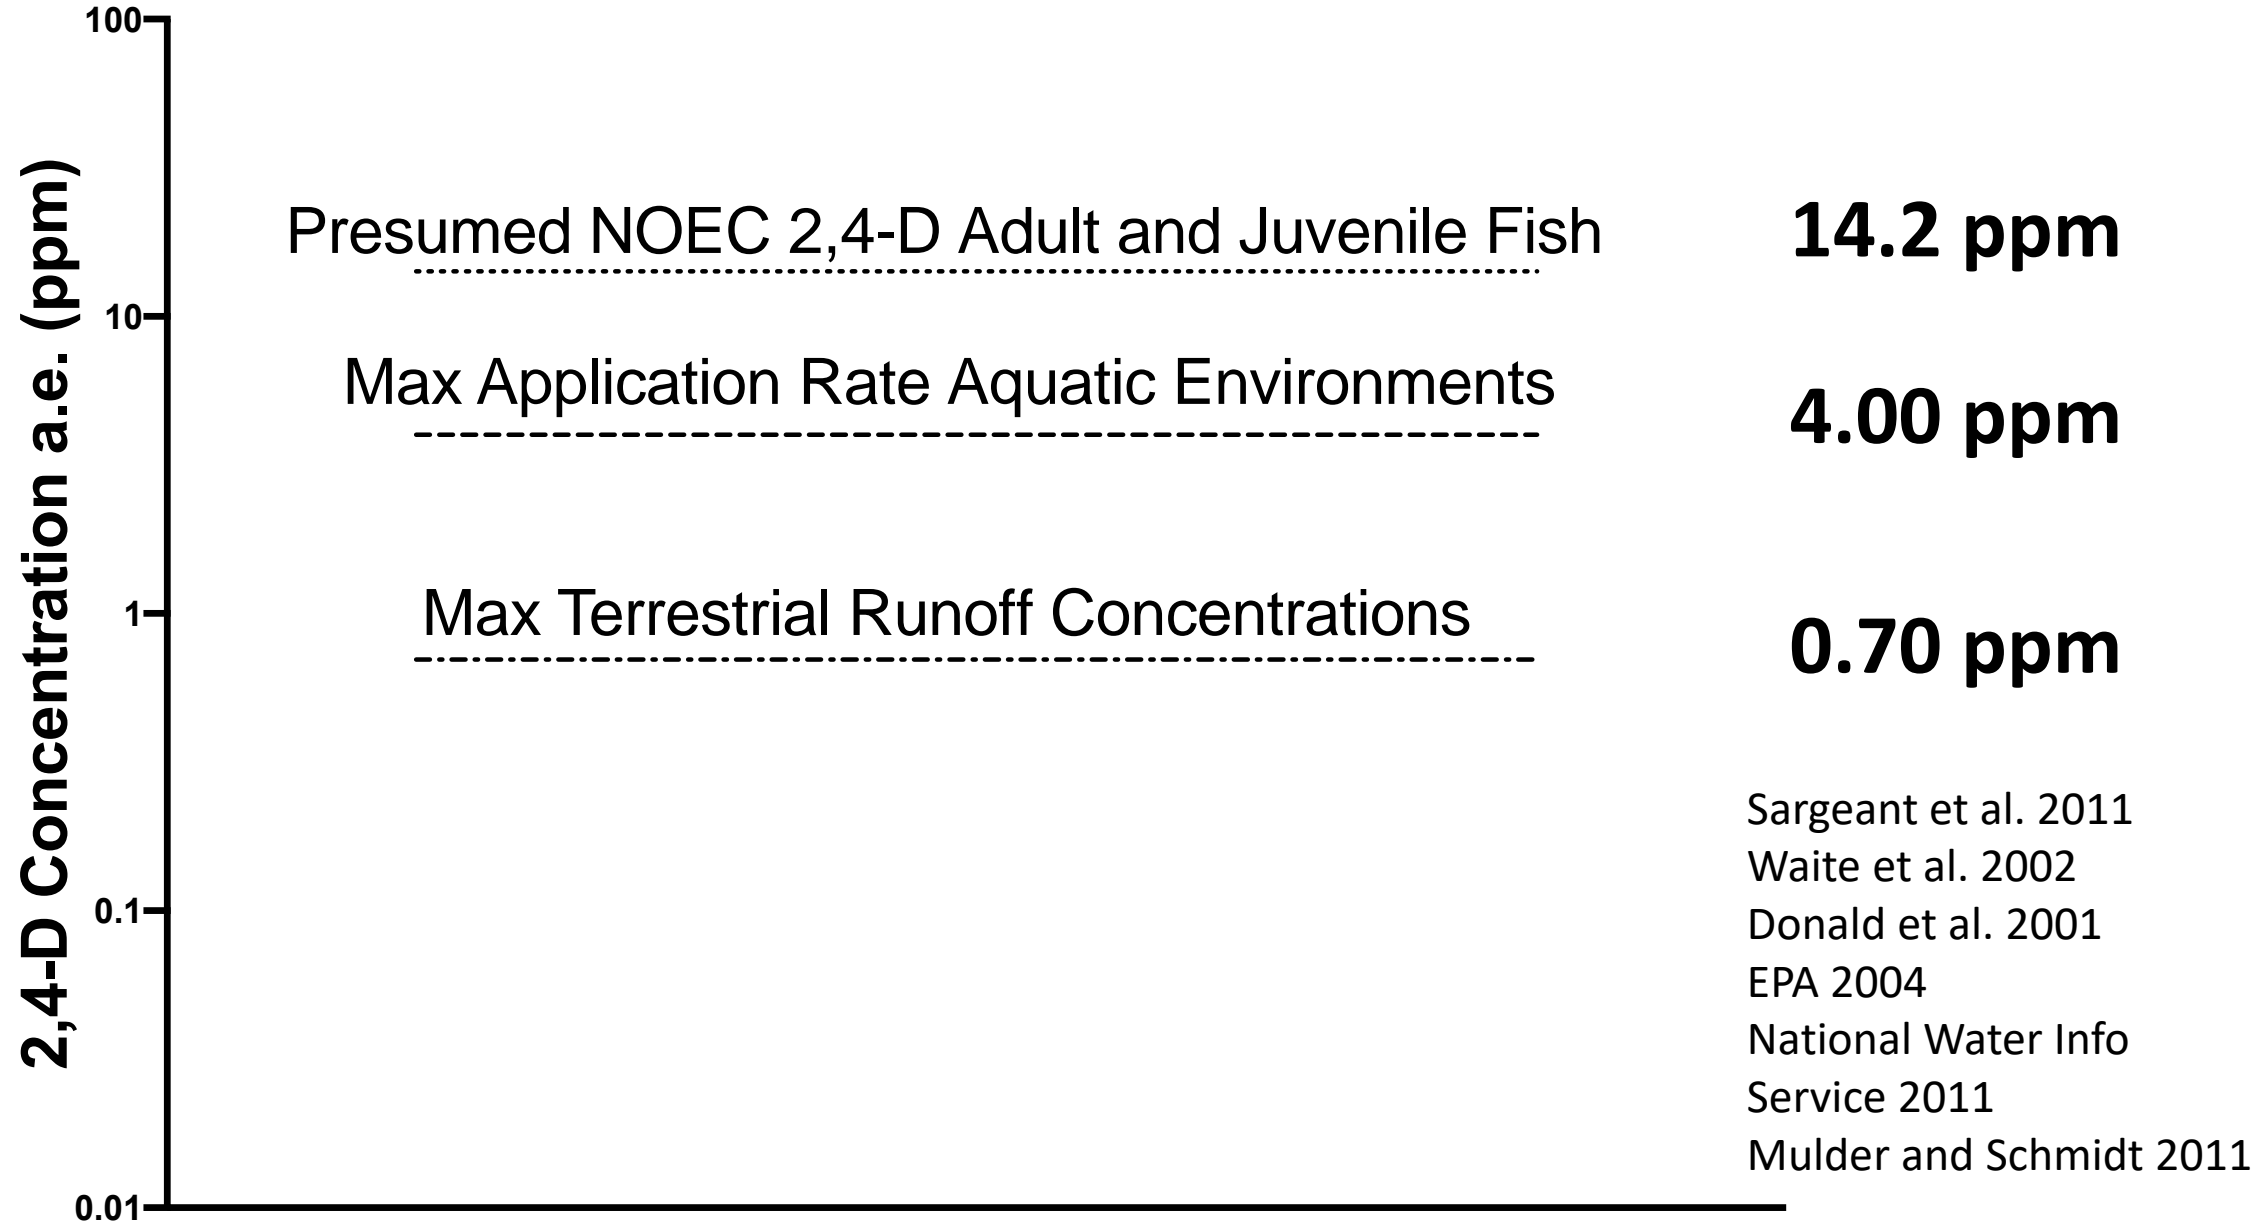 2,4-D Concentration a.e. (ppm)
100
10
1
0.1
0.01
Presumed NOEC 2,4-D Adult and Juvenile Fish
14.2 ppm
Max Application Rate Aquatic Environments
4.00 ppm
Max Terrestrial Runoff Concentrations
0.70 ppm
Sargeant et al. 2011
Waite et al. 2002
Donald et al. 2001
EPA 2004
National Water Info
Service 2011
Mulder and Schmidt 2011